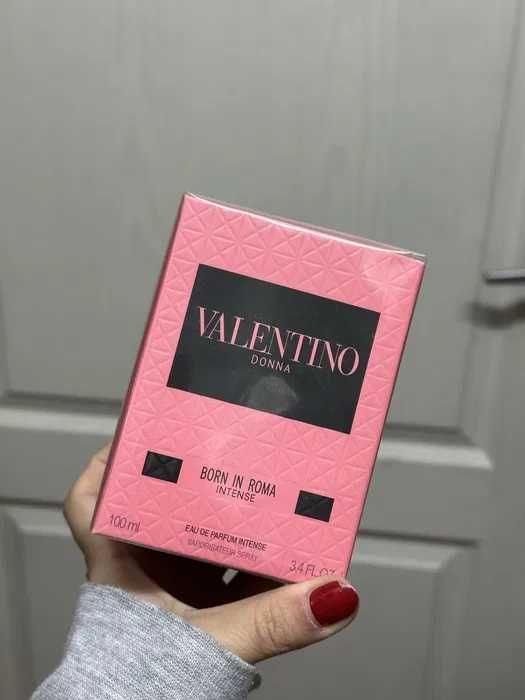 VALENTINO
DONNA
BORN IN ROMA
INTENSE
100 ml
EAU DE PARFUM INTENSE
VAPORISATEUR SPRAY
3.4 FL.OZ.